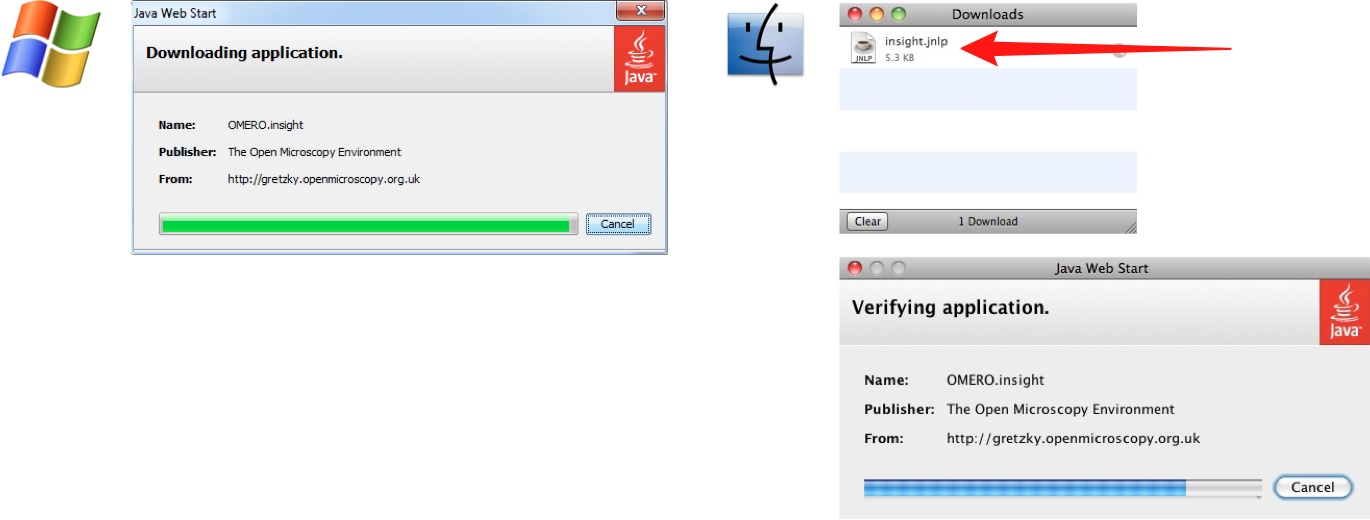 Java Web Start
Downloading application.
Java
Name: OMERO.insight
Publisher: The Open Microscopy Environment
From: http://gretzky.openmicroscopy.org.uk
Cancel
Downloads
insight.jnlp
5.3 KB
JNLP
Clear
1 Download
Java Web Start
Verifying application.
Java
Name: OMERO.insight
Publisher: The Open Microscopy Environment
From: http://gretzky.openmicroscopy.org.uk
Cancel